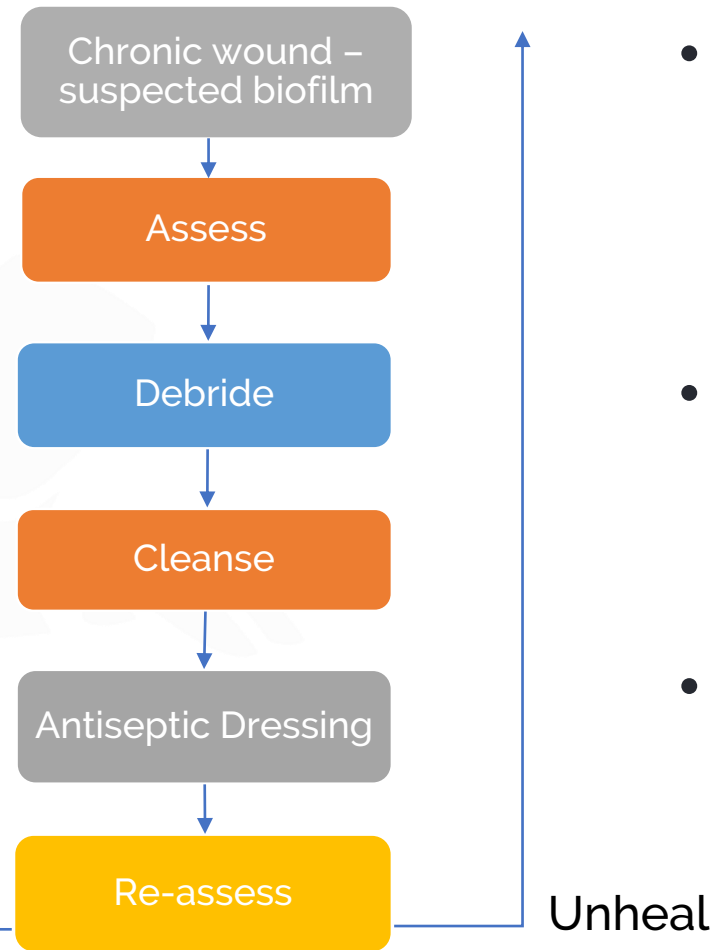 Chronic wound –
suspected biofilm
Assess
Debride
Cleanse
Antiseptic Dressing
Re-assess
Unheal